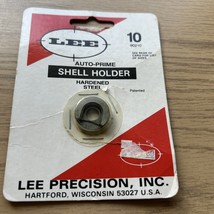 LEE
10
AUTO-PRIME
SHELL HOLDER
HARDENED
STEEL
Patented
LEE PRECISION, INC.
HARTFORD, WISCONSIN 53027 U.S.A.